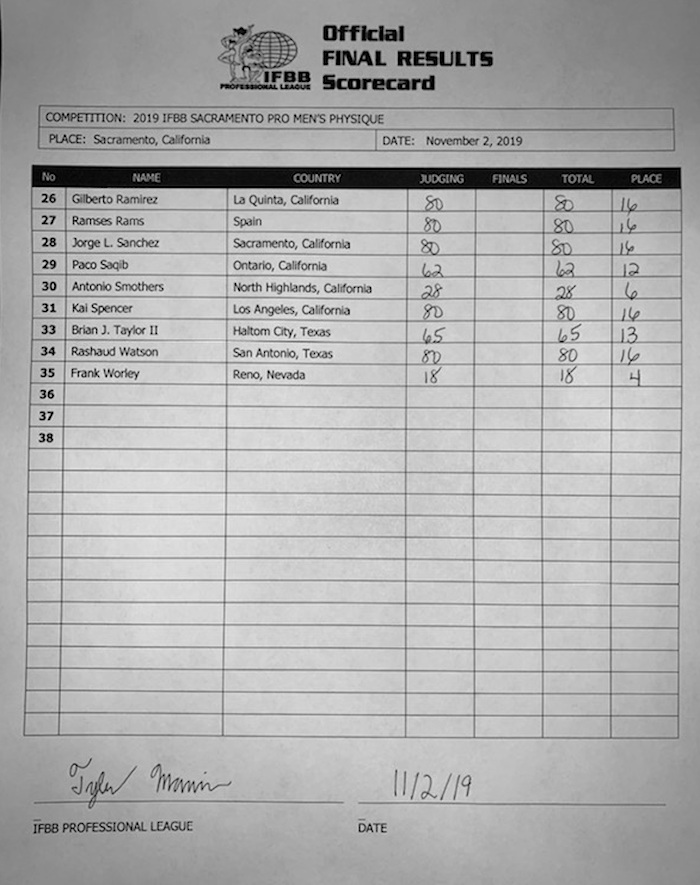 Official
FINAL RESULTS
Scorecard
IFBB
PROFESSIONAL LEAGUE
COMPETITION: 2019 IFBB SACRAMENTO PRO MEN'S PHYSIQUE
PLACE: Sacramento, California DATE: November 2, 2019
No NAME COUNTRY JUDGING FINALS TOTAL PLACE
26 Gilberto Ramirez La Quinta, California 80 80 16
27 Ramses Rams Spain 80 80 16
28 Jorge L. Sanchez Sacramento, California 80 80 16
29 Paco Saqib Ontario, California 62 62 12
30 Antonio Smothers North Highlands, California 28 28 6
31 Kai Spencer Los Angeles, California 80 80 16
33 Brian J. Taylor II Haltom City, Texas 65 65 13
34 Rashaud Watson San Antonio, Texas 80 80 16
35 Frank Worley Reno, Nevada 18 18 4
36
37
38
Tyler 11/2/19
IFBB PROFESSIONAL LEAGUE DATE